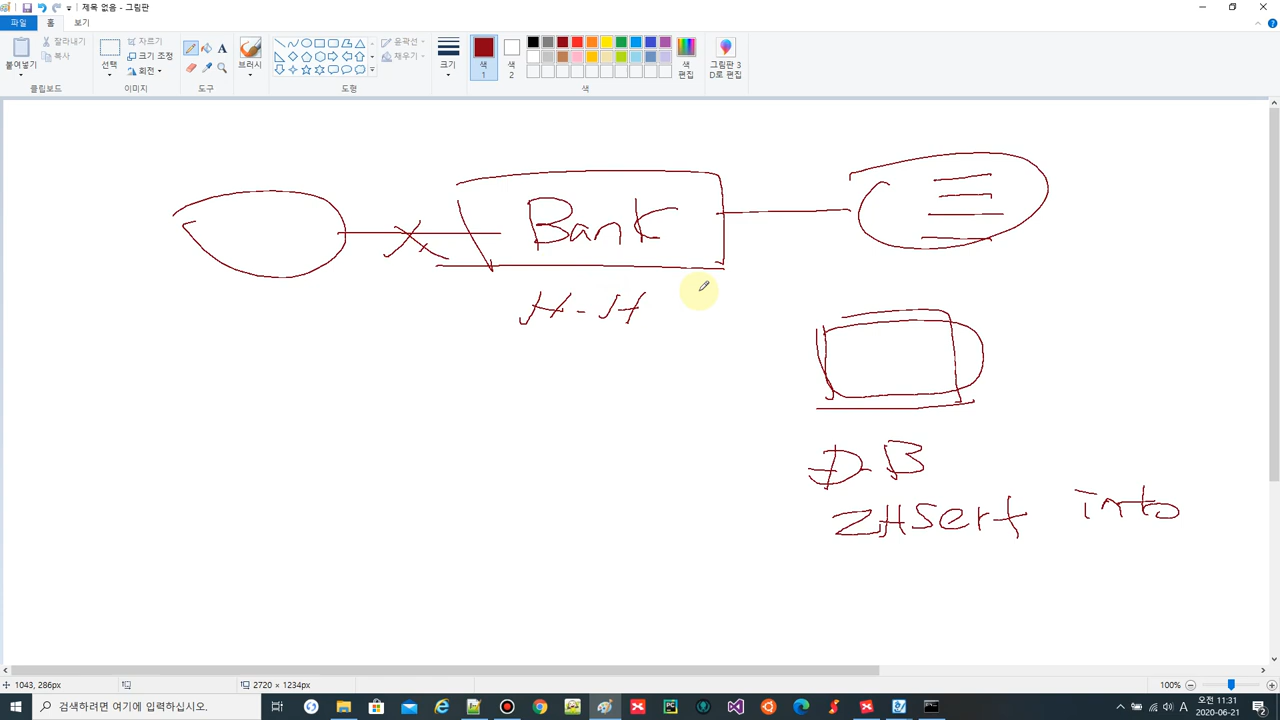 제목 없음 - 그림판
파일
홈
보기
붙여넣기
잘라내기
복사
클립보드
선택
자르기
크기 조정
회전
이미지
도구
브러시
윤곽선
채우기
도형
크기
색
1
색
2
색
편집
색
그림판 3
D로 편집
Bank
H-H
D-B
INSert into
1043, 286px
2720 × 1234px
100%
검색하려면 여기에 입력하십시오.
A
오전 11:31
2020-06-21